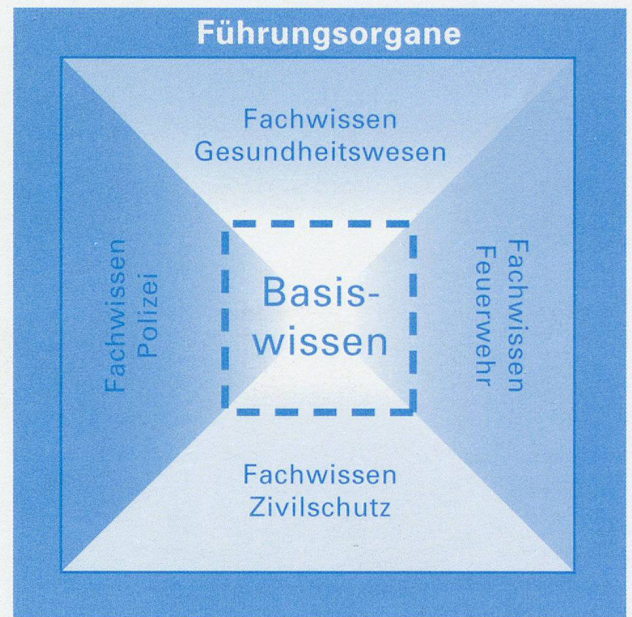 Führungsorgane
Fachwissen
Gesundheitswesen
Fachwissen
Polizei
Basis-
wissen
Fachwissen
Feuerwehr
Fachwissen
Zivilschutz